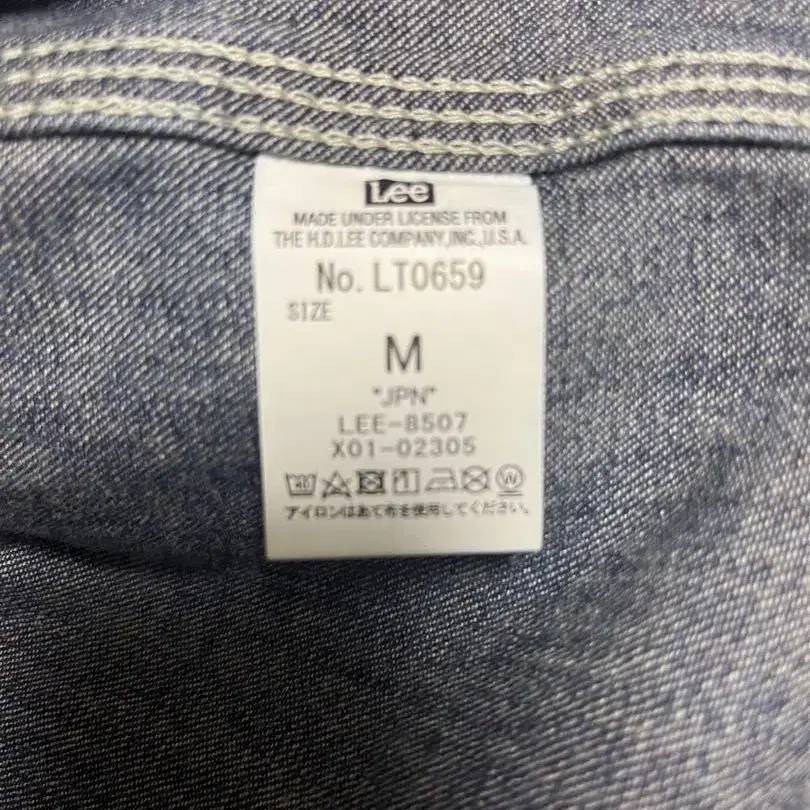 Lee
MADE UNDER LICENSE FROM
THE H.D.LEE COMPANY,INC.,U.S.A.
No. LT0659
SIZE
M
"JPN"
LEE-8507
X01-02305
アイロンはあて布を使用してください。